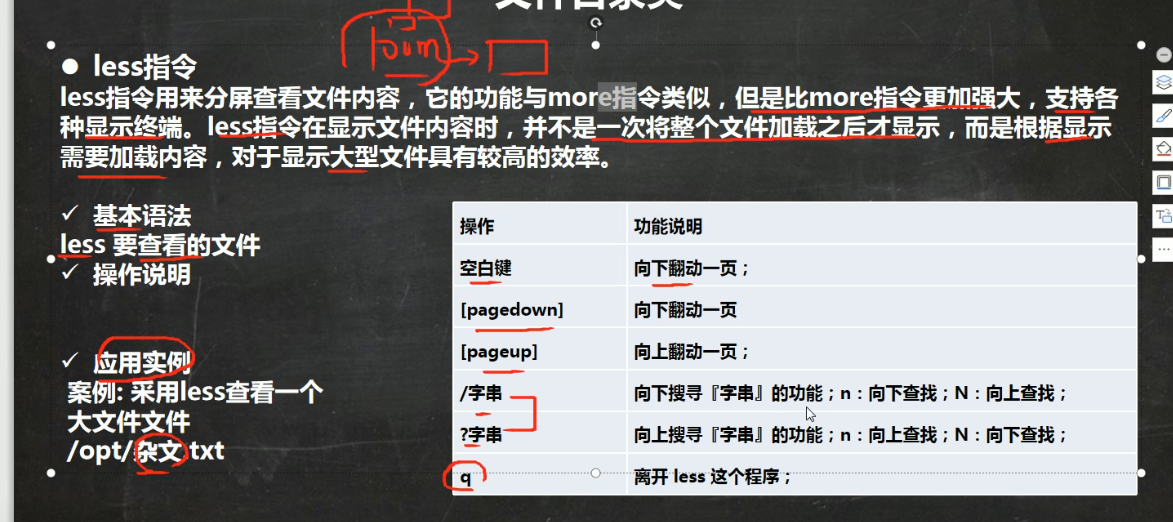 文件目录类
● less指令
less指令用来分屏查看文件内容，它的功能与more指令类似，但是比more指令更加强大，支持各
种显示终端。less指令在显示文件内容时，并不是一次将整个文件加载之后才显示，而是根据显示
需要加载内容，对于显示大型文件具有较高的效率。
✓ 基本语法
less 要查看的文件
✓ 操作说明
✓ 应用实例
案例: 采用less查看一个
大文件文件
/opt/杂文.txt
操作 功能说明
空白键 向下翻动一页；
[pagedown] 向下翻动一页
[pageup] 向上翻动一页；
/字串 向下搜寻『字串』的功能；n：向下查找；N：向上查找；
?字串 向上搜寻『字串』的功能；n：向上查找；N：向下查找；
q 离开 less 这个程序；